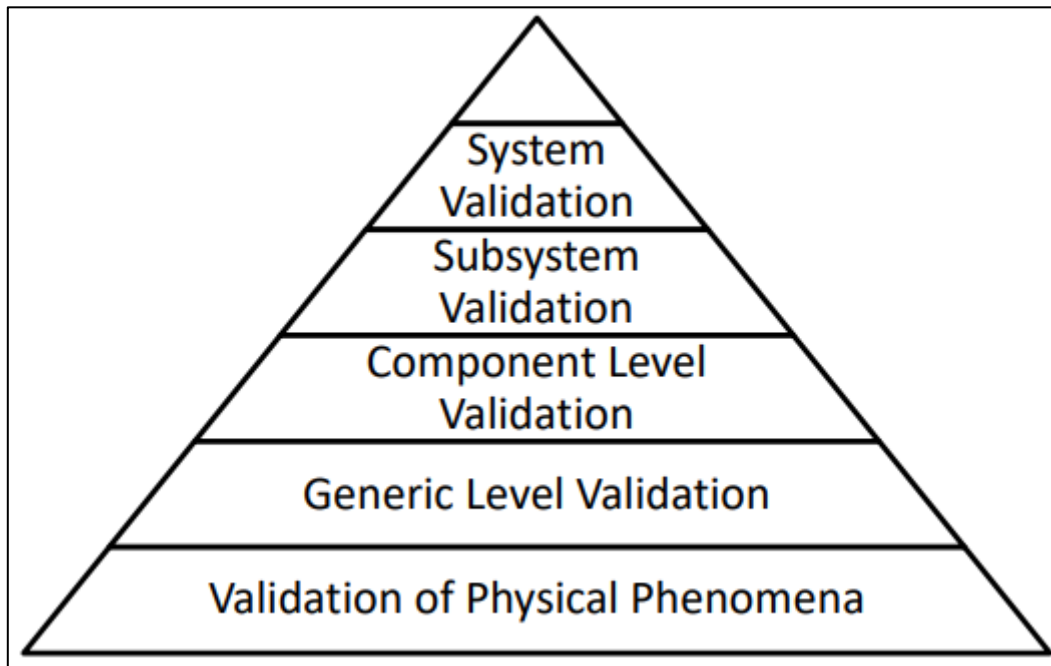 System
Validation
Subsystem
Validation
Component Level
Validation
Generic Level Validation
Validation of Physical Phenomena